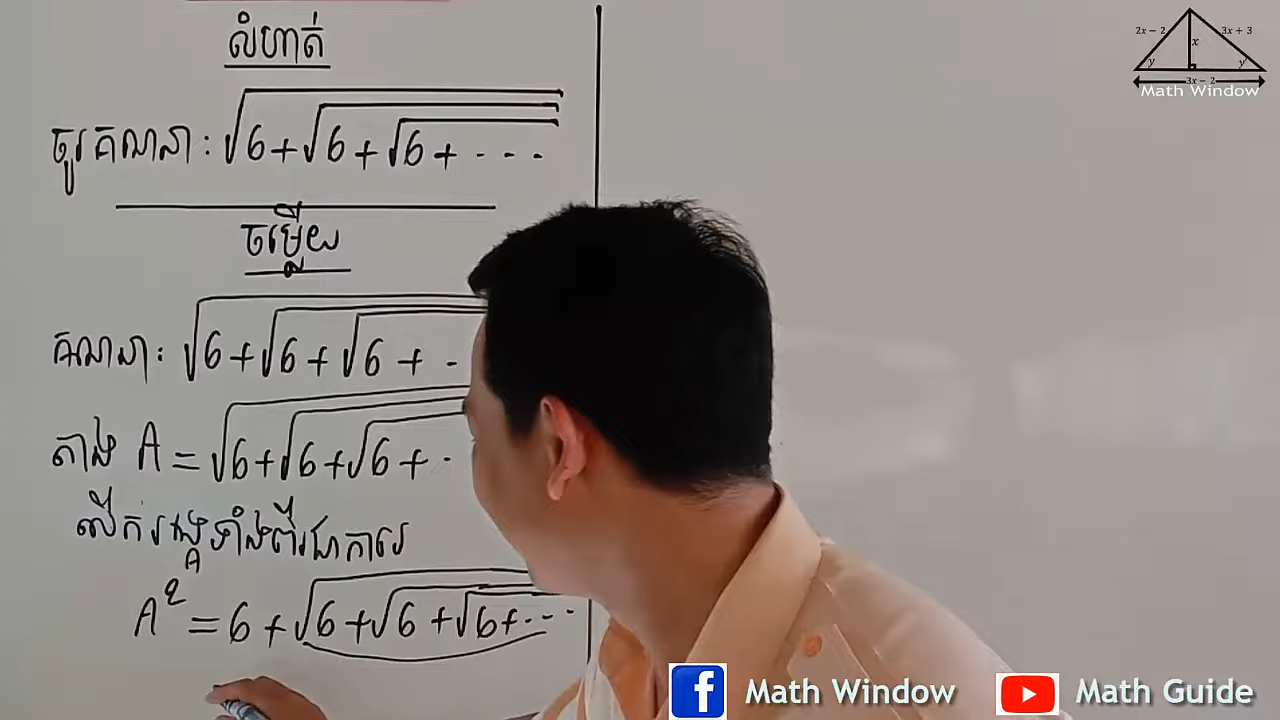 លំហាត់
ចូរគណនា : √6+√6+√6+...
ចម្លើយ
គណនា : √6+√6+√6+.
តាង A = √6+√6+√6+.
លើកអង្គទាំងពីរជាការេ
A² = 6+√6+√6+√6+...
2x − 2
3x + 3
x
y
y
3x − 2
Math Window
Math Window
Math Guide